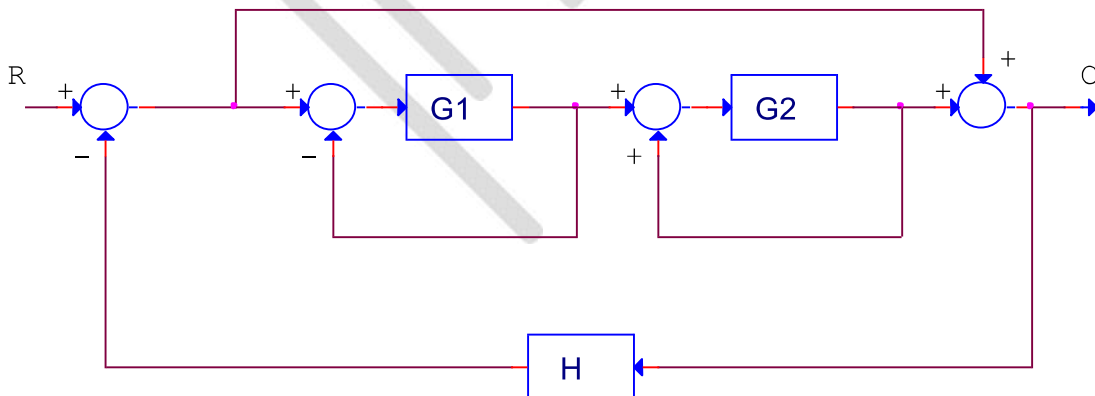 R + + G1 + G2 + + C
− − +
H